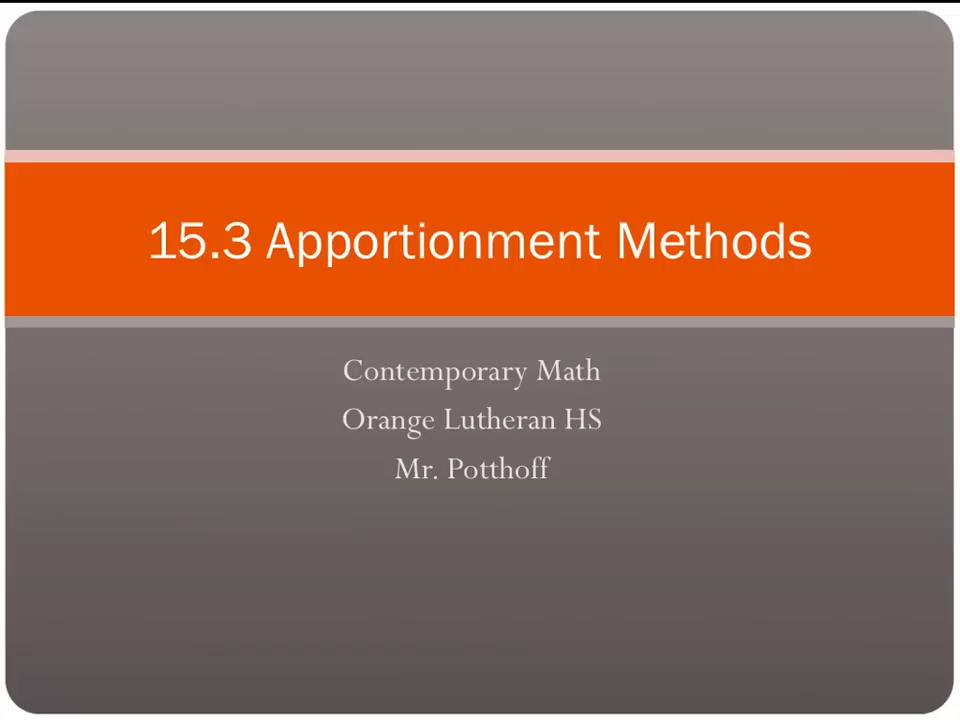 15.3 Apportionment Methods
Contemporary Math
Orange Lutheran HS
Mr. Potthoff